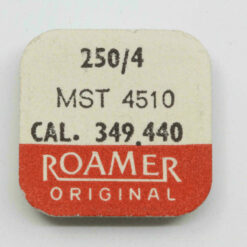 250/4
MST 4510
CAL. 349.440
ROAMER
ORIGINAL